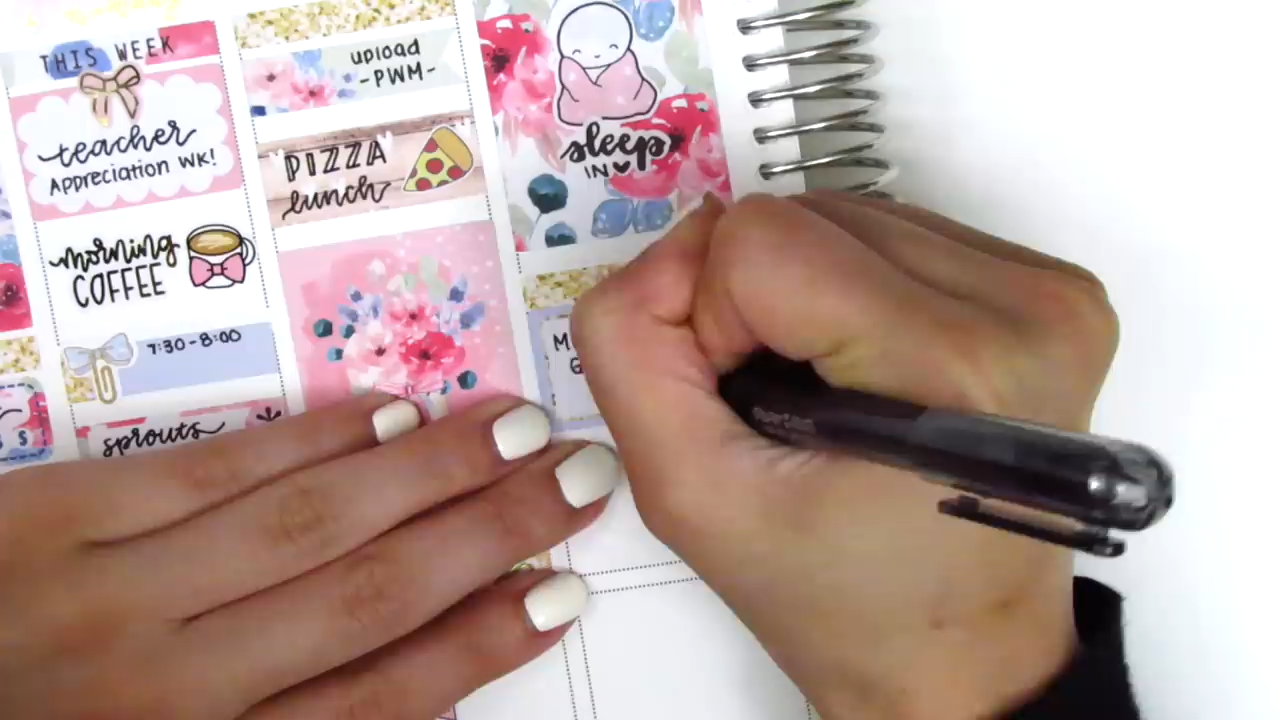 THIS WEEK
teacher
Appreciation WK!
morning
COFFEE
7:30-8:00
sprouts
upload
-PWM-
PIZZA
lunch
sleep
IN